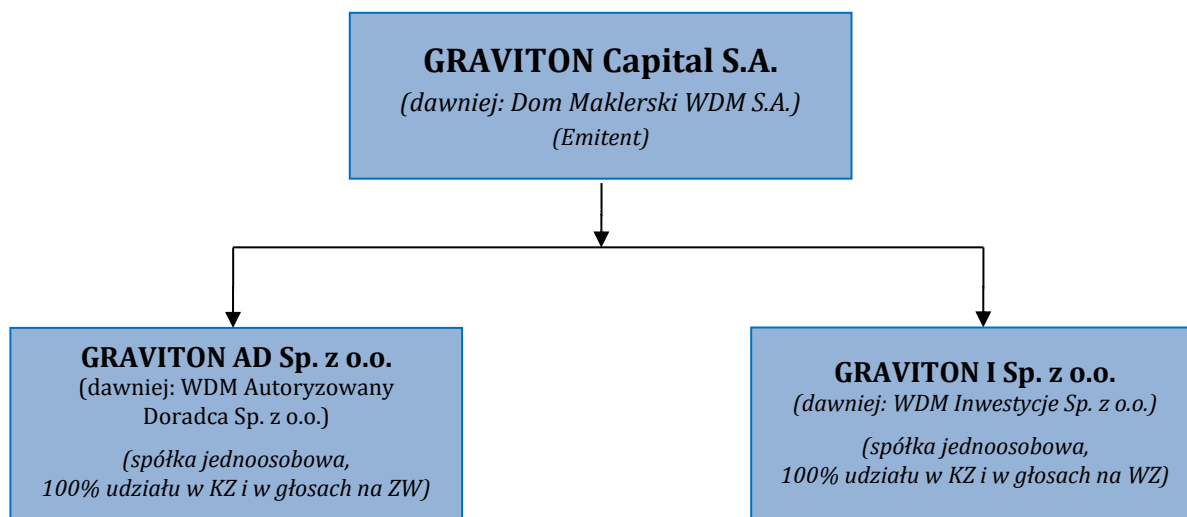 GRAVITON Capital S.A.
(dawniej: Dom Maklerski WDM S.A.)
(Emitent)
GRAVITON AD Sp. z o.o.
(dawniej: WDM Autoryzowany
Doradca Sp. z o.o.)
(spółka jednoosobowa,
100% udziału w KZ i w głosach na ZW)
GRAVITON I Sp. z o.o.
(dawniej: WDM Inwestycje Sp. z o.o.)
(spółka jednoosobowa,
100% udziału w KZ i w głosach na WZ)